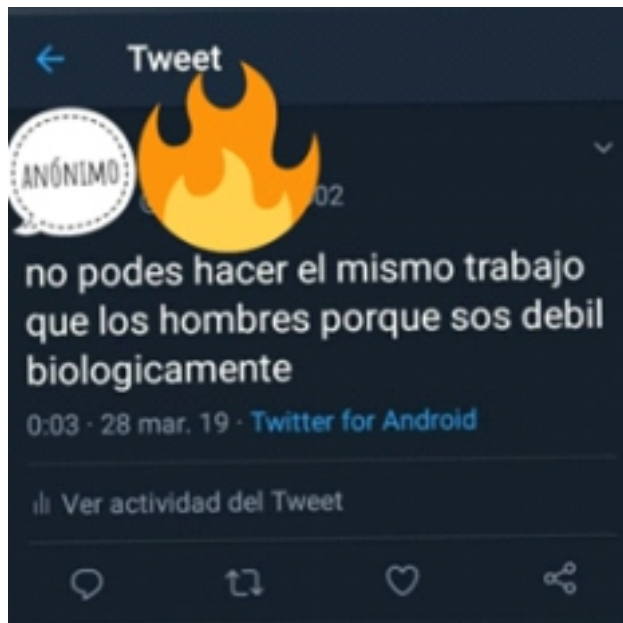 Tweet
ANÓNIMO
02
no podes hacer el mismo trabajo
que los hombres porque sos debil
biologicamente
0:03 · 28 mar. 19 · Twitter for Android
Ver actividad del Tweet